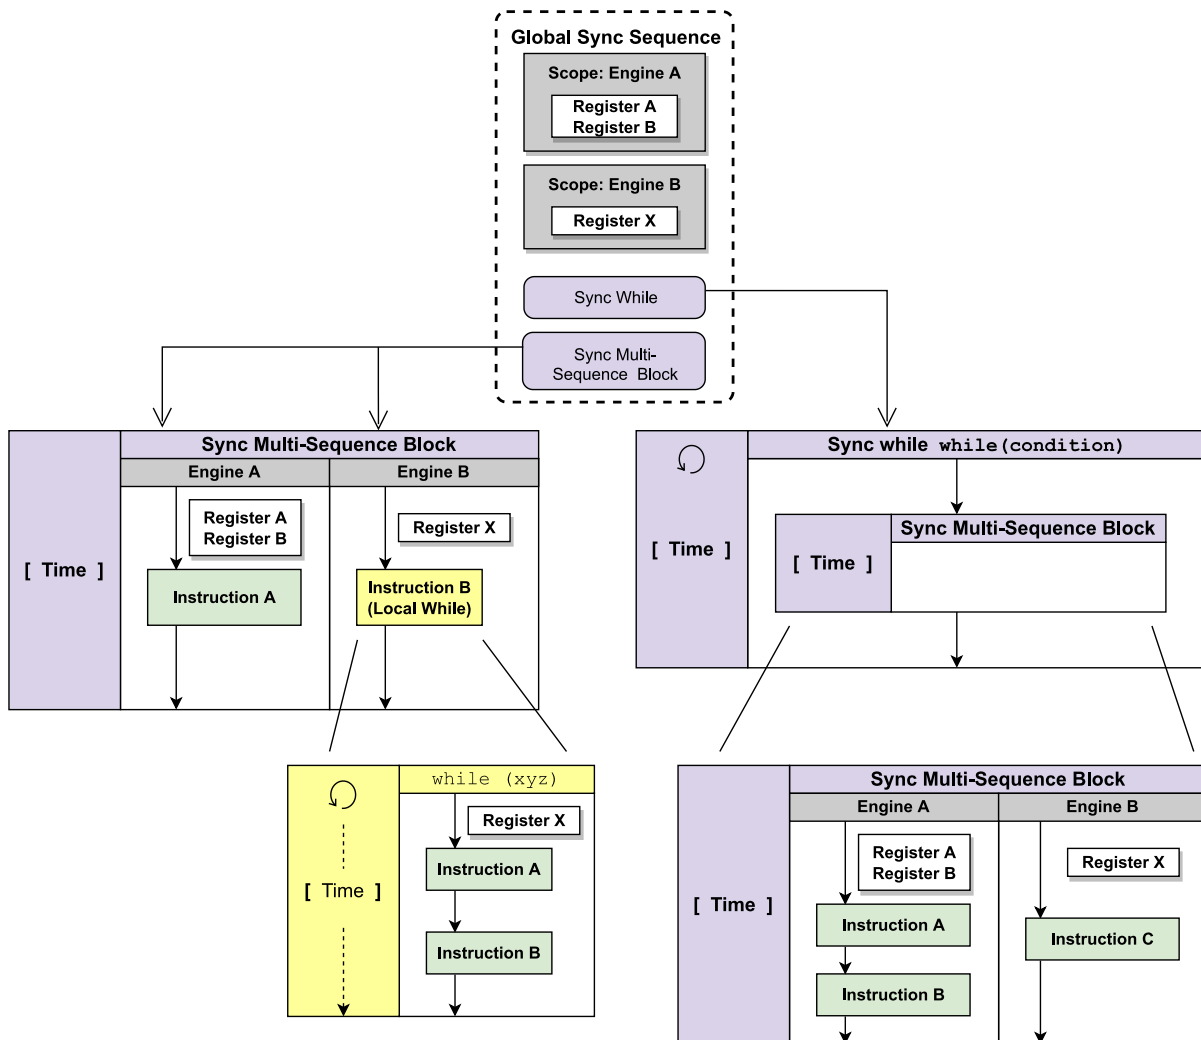 Global Sync Sequence
Scope: Engine A
Register A
Register B
Scope: Engine B
Register X
Sync While
Sync Multi-
Sequence Block
Sync Multi-Sequence Block
Engine A
Engine B
[ Time ]
Register A
Register B
Register X
Instruction A
Instruction B
(Local While)
Sync while while(condition)
[ Time ]
Sync Multi-Sequence Block
[ Time ]
while (xyz)
Register X
[ Time ]
Instruction A
Instruction B
Sync Multi-Sequence Block
Engine A
Engine B
[ Time ]
Register A
Register B
Register X
Instruction A
Instruction C
Instruction B